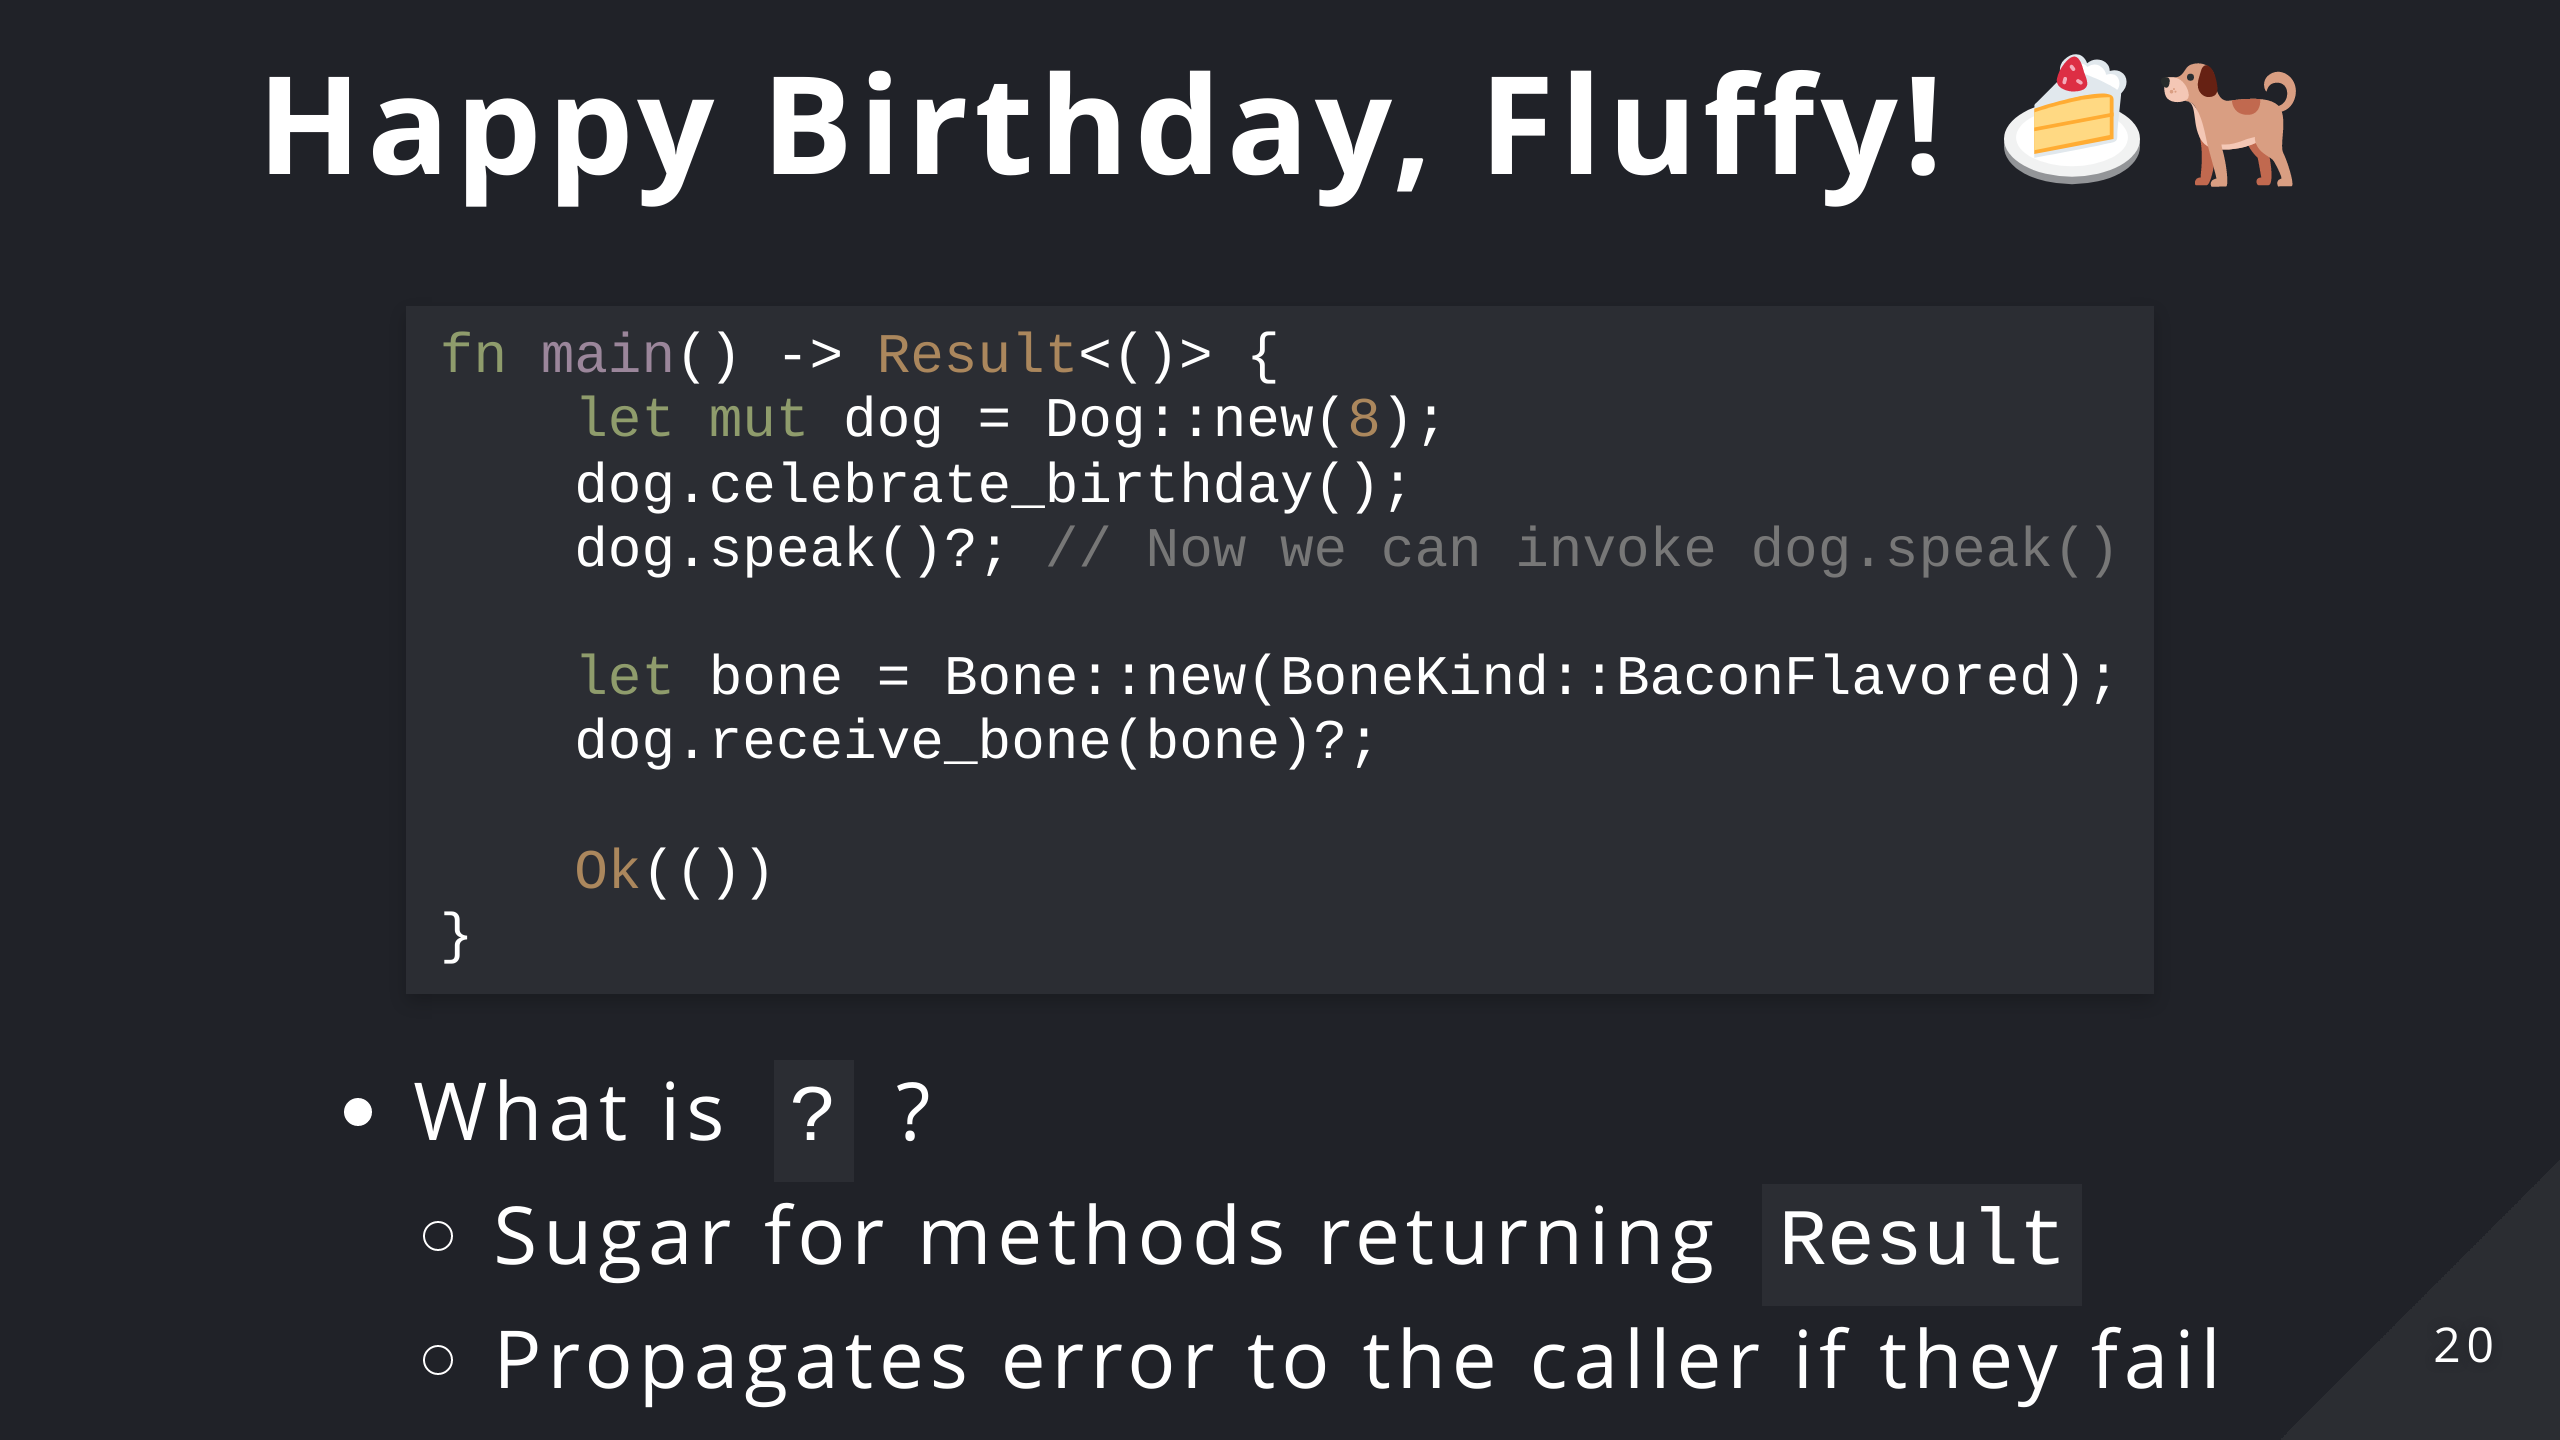 Happy Birthday, Fluffy! 🍰🐕
fn main() -> Result<()> {
    let mut dog = Dog::new(8);
    dog.celebrate_birthday();
    dog.speak()?; // Now we can invoke dog.speak()

    let bone = Bone::new(BoneKind::BaconFlavored);
    dog.receive_bone(bone)?;

    Ok(())
}
• What is ? ?
○ Sugar for methods returning Result
○ Propagates error to the caller if they fail
20